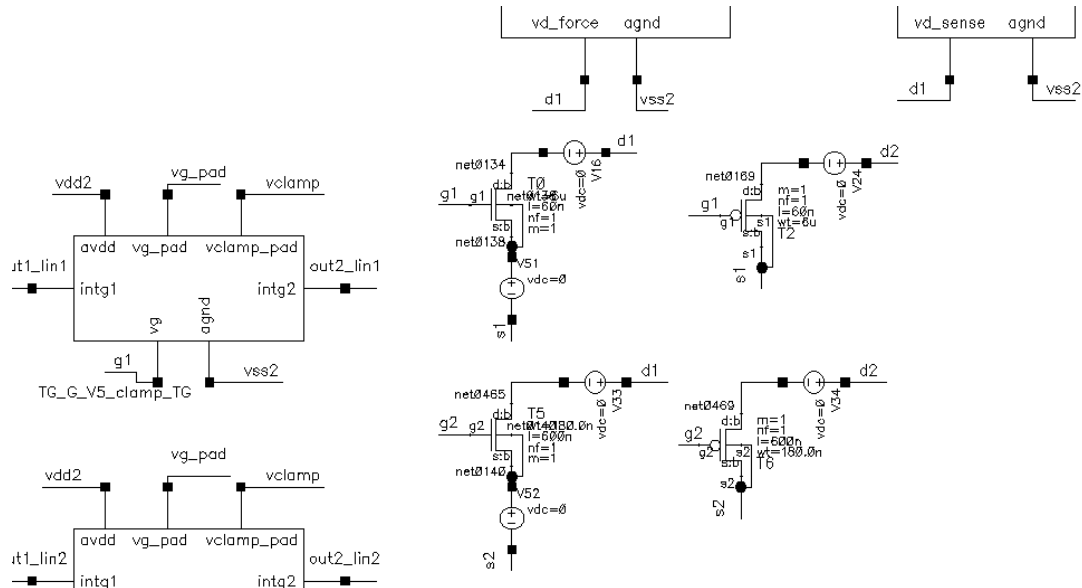 vd_force agnd
vd_sense agnd
d1
vss2
d1
vss2
vdd2
vg_pad
vclamp
avdd vg_pad vclamp_pad
out2_lin1
intg1 intg2
vg
agnd
g1
vss2
TG_G_V5_clamp_TG
net0134
d1
V16
vdc=0
d:b
T0
g1 g1
l=60n
nf=1
s:b
m=1
net0138
V51
vdc=0
s1
net0169
d2
V24
vdc=0
d:b
m=1
nf=1
l=60n
wt=6u
g1
g1
s1
s:b
T2
s1
s1
net0465
d1
V33
vdc=0
d:b
T5
g2 g2
l=600n
nf=1
s:b
m=1
net0140
V52
vdc=0
s2
net0469
d2
V34
vdc=0
d:b
m=1
nf=1
l=600n
wt=180.0n
g2
g2
s2
s:b
T6
s2
s2
vdd2
vg_pad
vclamp
avdd vg_pad vclamp_pad
out2_lin2
intg1 intg2